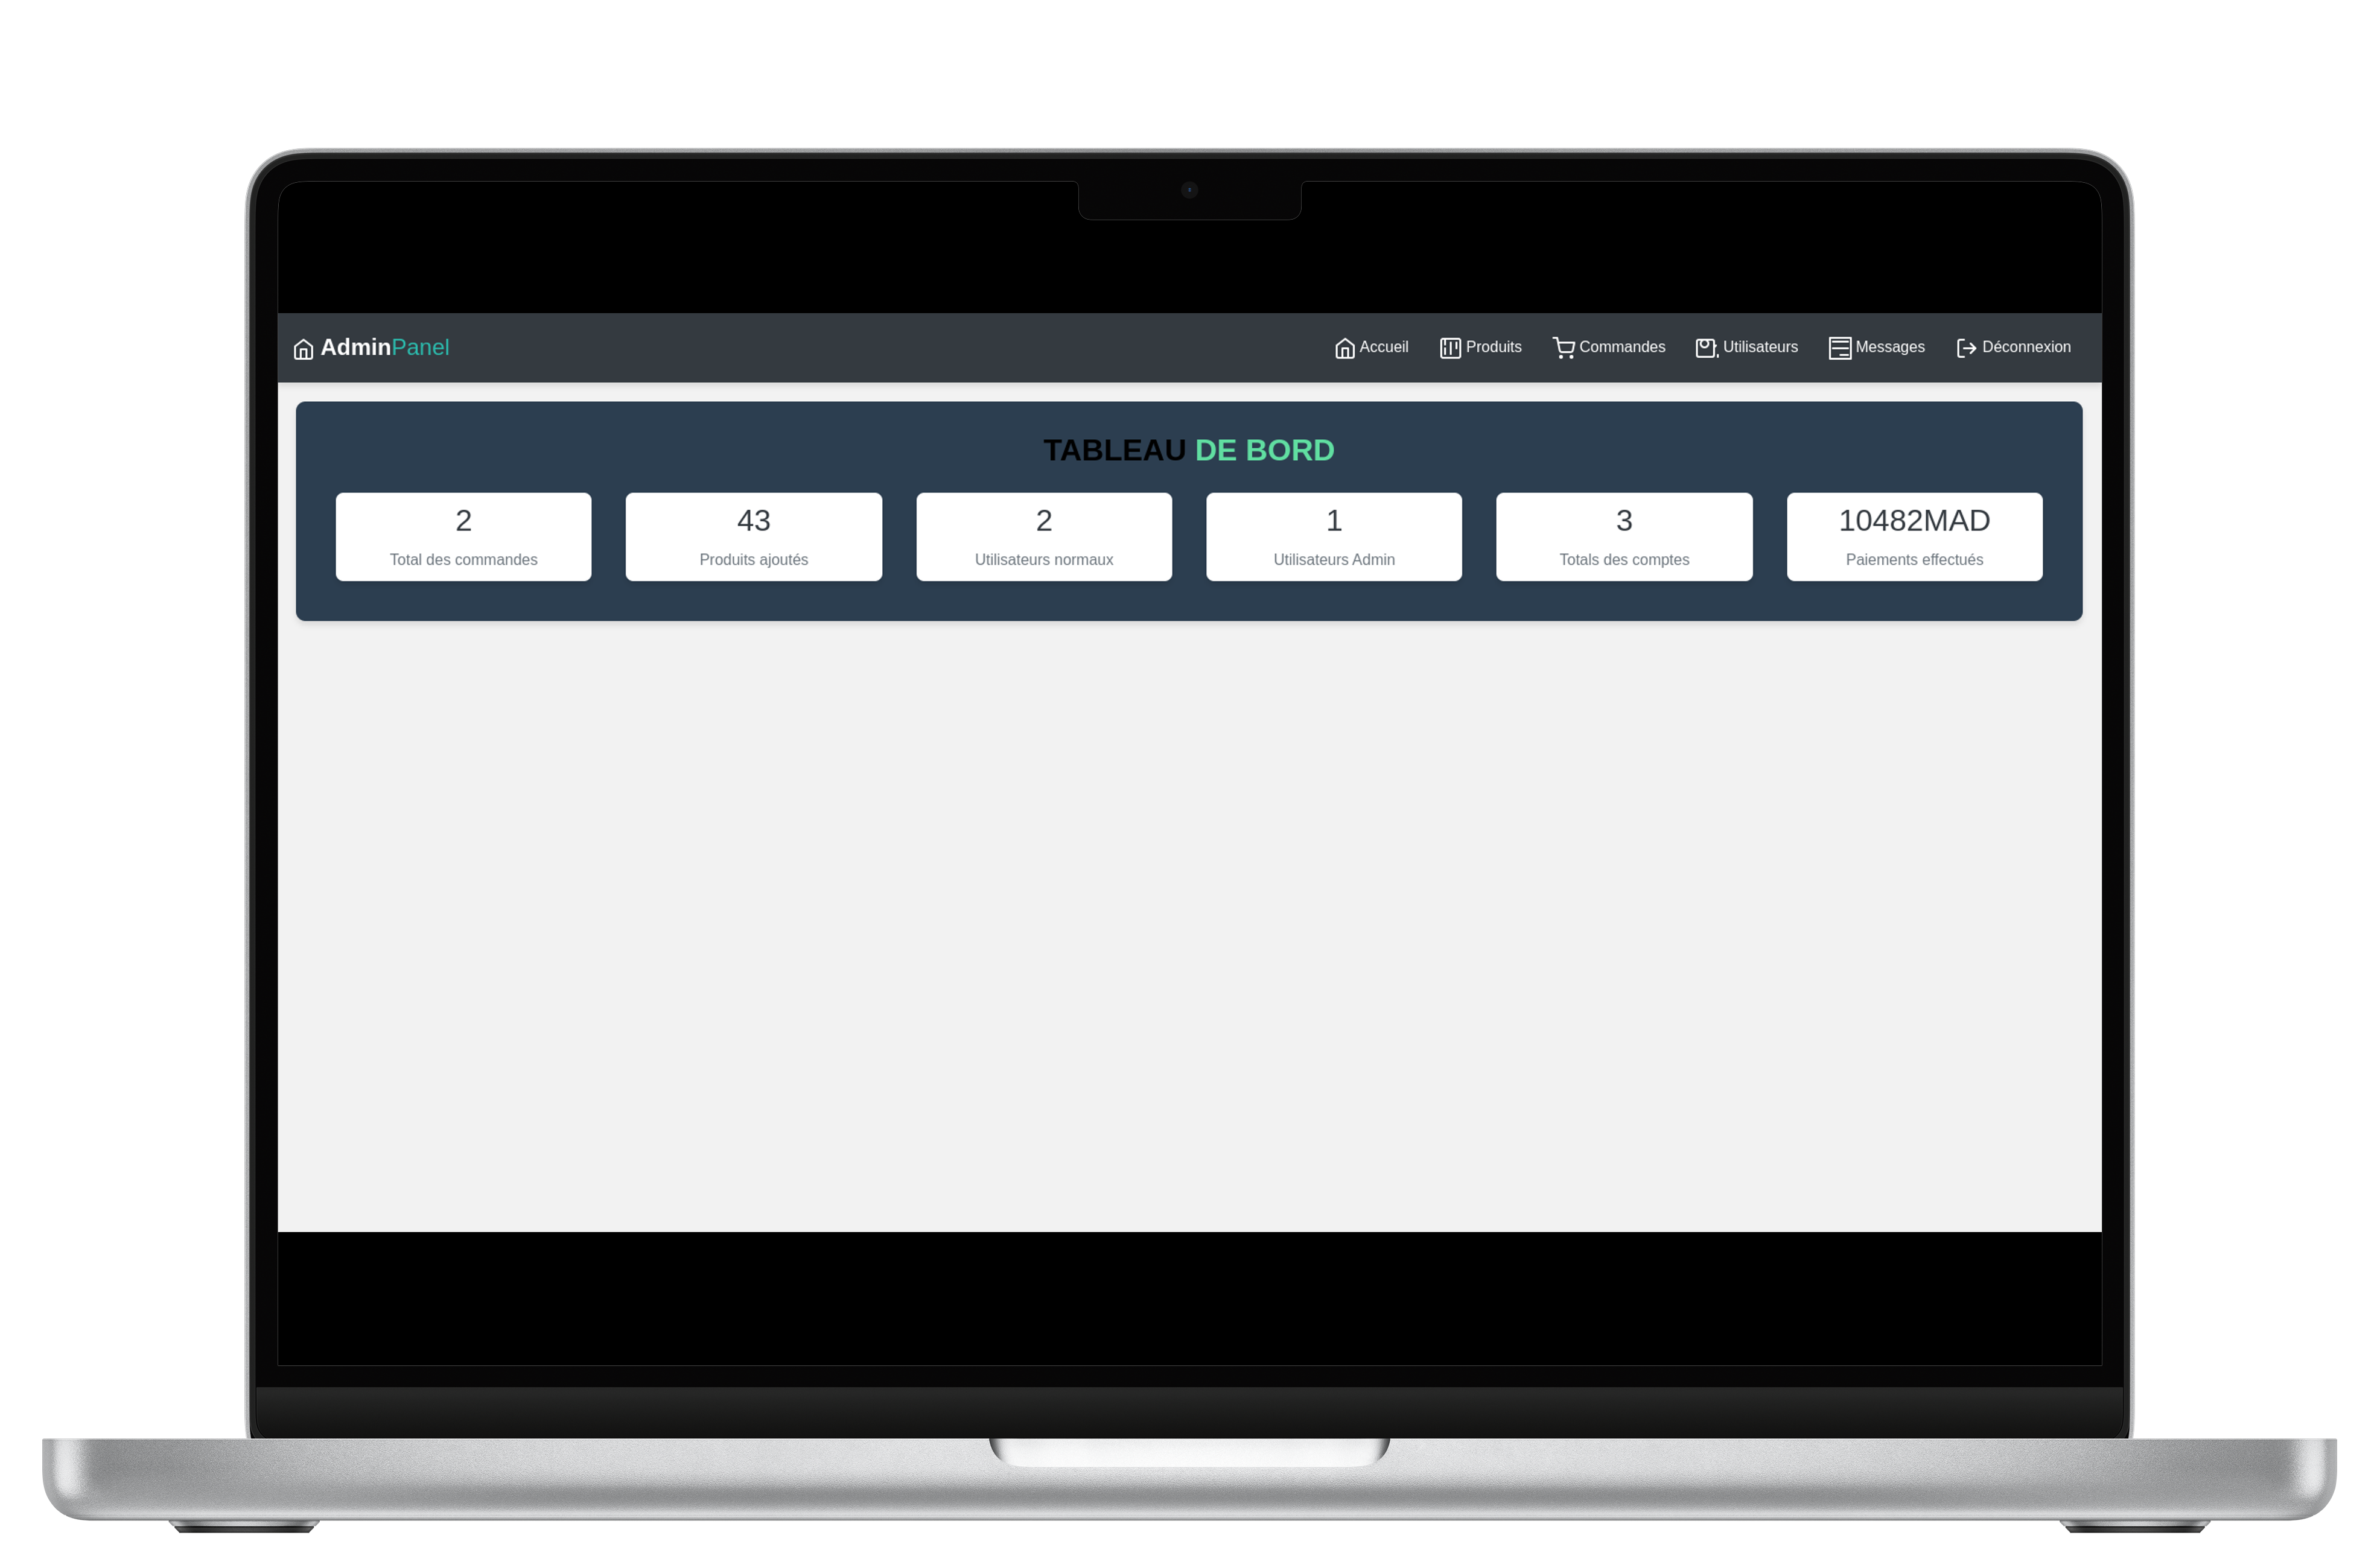 AdminPanel
Accueil Produits Commandes Utilisateurs Messages Déconnexion
TABLEAU DE BORD
2 43 2 1 3 10482MAD
Total des commandes Produits ajoutés Utilisateurs normaux Utilisateurs Admin Totals des comptes Paiements effectués